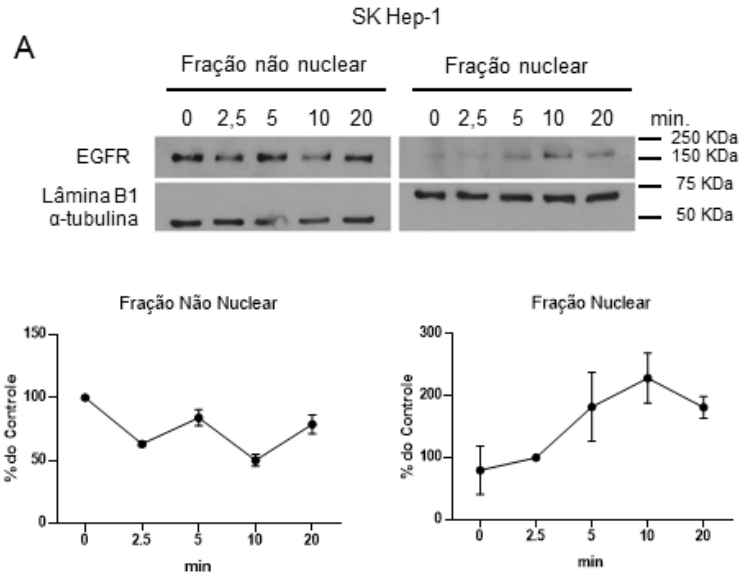 SK Hep-1
A
Fração não nuclear
Fração nuclear
0 2,5 5 10 20
0 2,5 5 10 20 min.
250 KDa
EGFR
150 KDa
75 KDa
Lâmina B1
α-tubulina
50 KDa
Fração Não Nuclear
% do Controle
150
100
50
0
0 2.5 5 10 20
min
Fração Nuclear
% do Controle
300
200
100
0
0 2.5 5 10 20
min